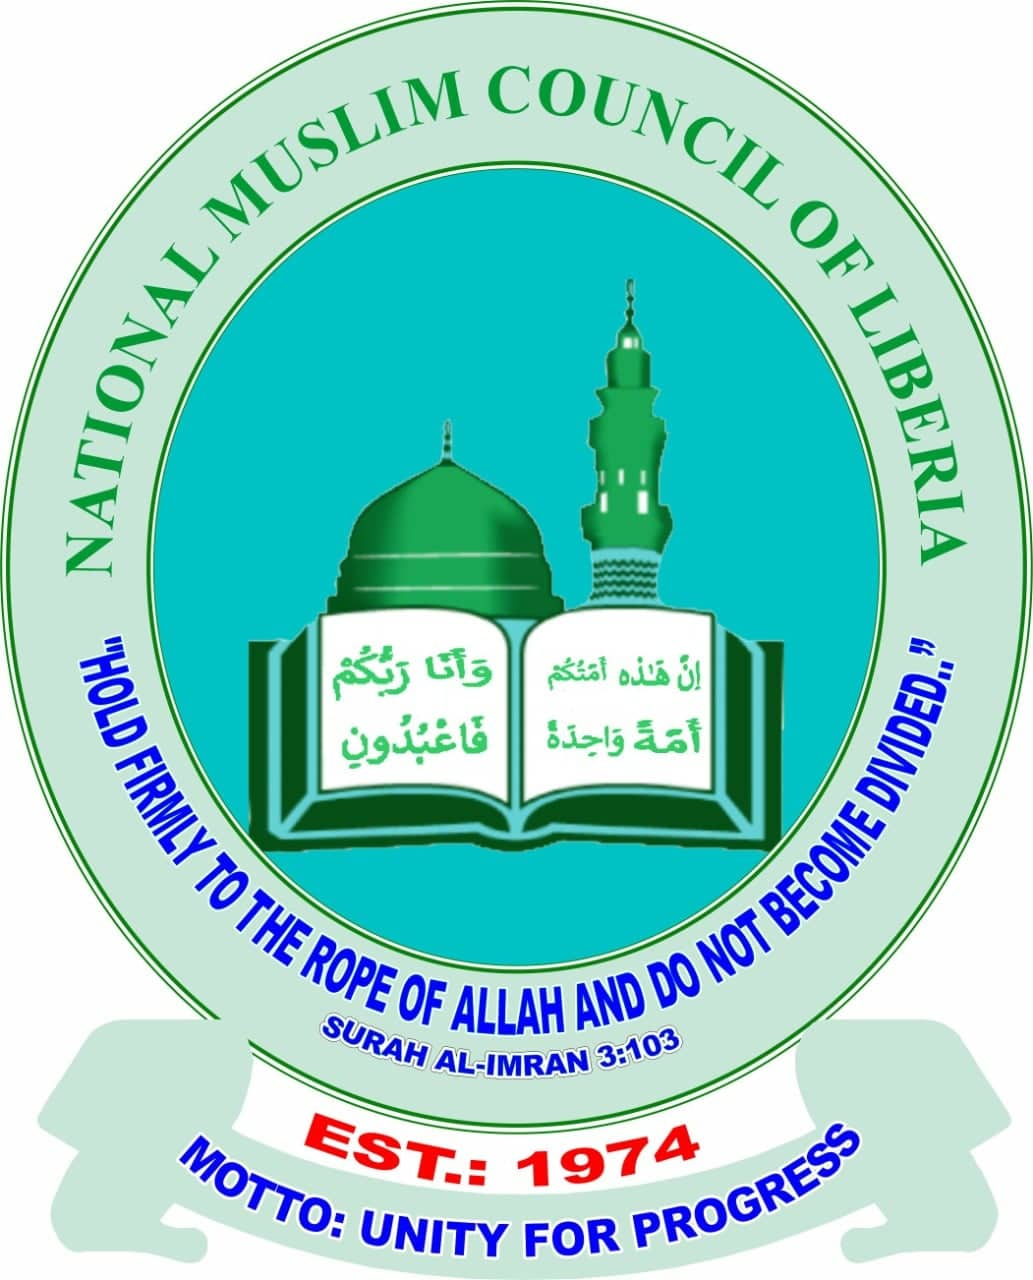 NATIONAL MUSLIM COUNCIL OF LIBERIA
إِنَّ هَٰذِهِ أُمَّتُكُمْ
أُمَّةً وَاحِدَةً
وَأَنَا رَبُّكُمْ
فَاعْبُدُونِ
"HOLD FIRMLY TO THE ROPE OF ALLAH AND DO NOT BECOME DIVIDED.."
SURAH AL-IMRAN 3:103
EST.: 1974
MOTTO: UNITY FOR PROGRESS